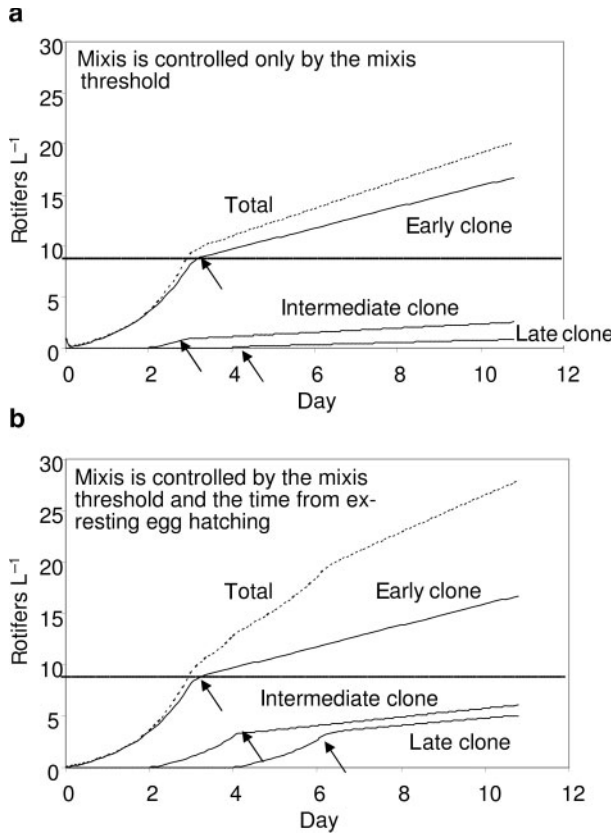 a
Mixis is controlled only by the mixis
threshold
30
25
20
15
10
5
0
Rotifers L⁻¹
Total
Early clone
Intermediate clone
Late clone
0 2 4 6 8 10 12
Day
b
Mixis is controlled by the mixis
threshold and the time from ex-
resting egg hatching
30
25
20
15
10
5
0
Rotifers L⁻¹
Total
Early clone
Intermediate clone
Late clone
0 2 4 6 8 10 12
Day